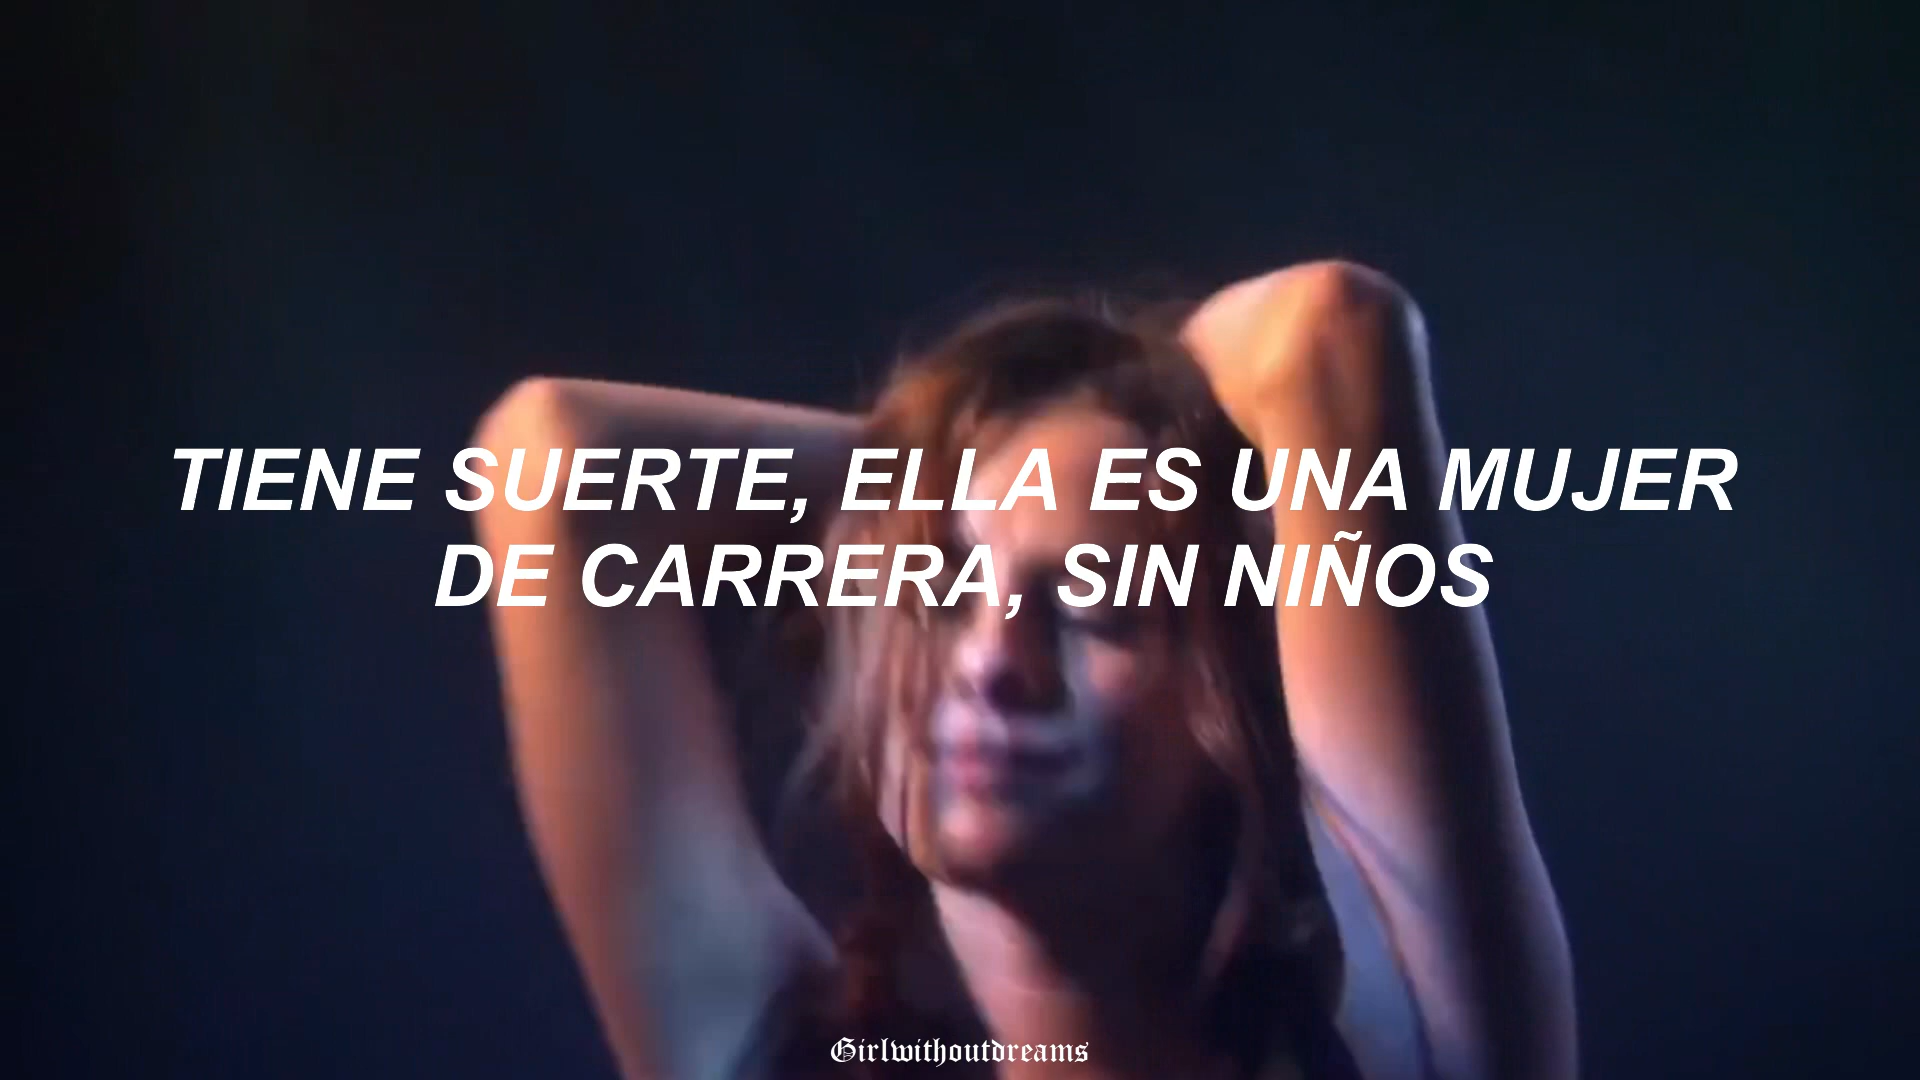 TIENE SUERTE, ELLA ES UNA MUJER
DE CARRERA, SIN NIÑOS
Girlwithoutdreams